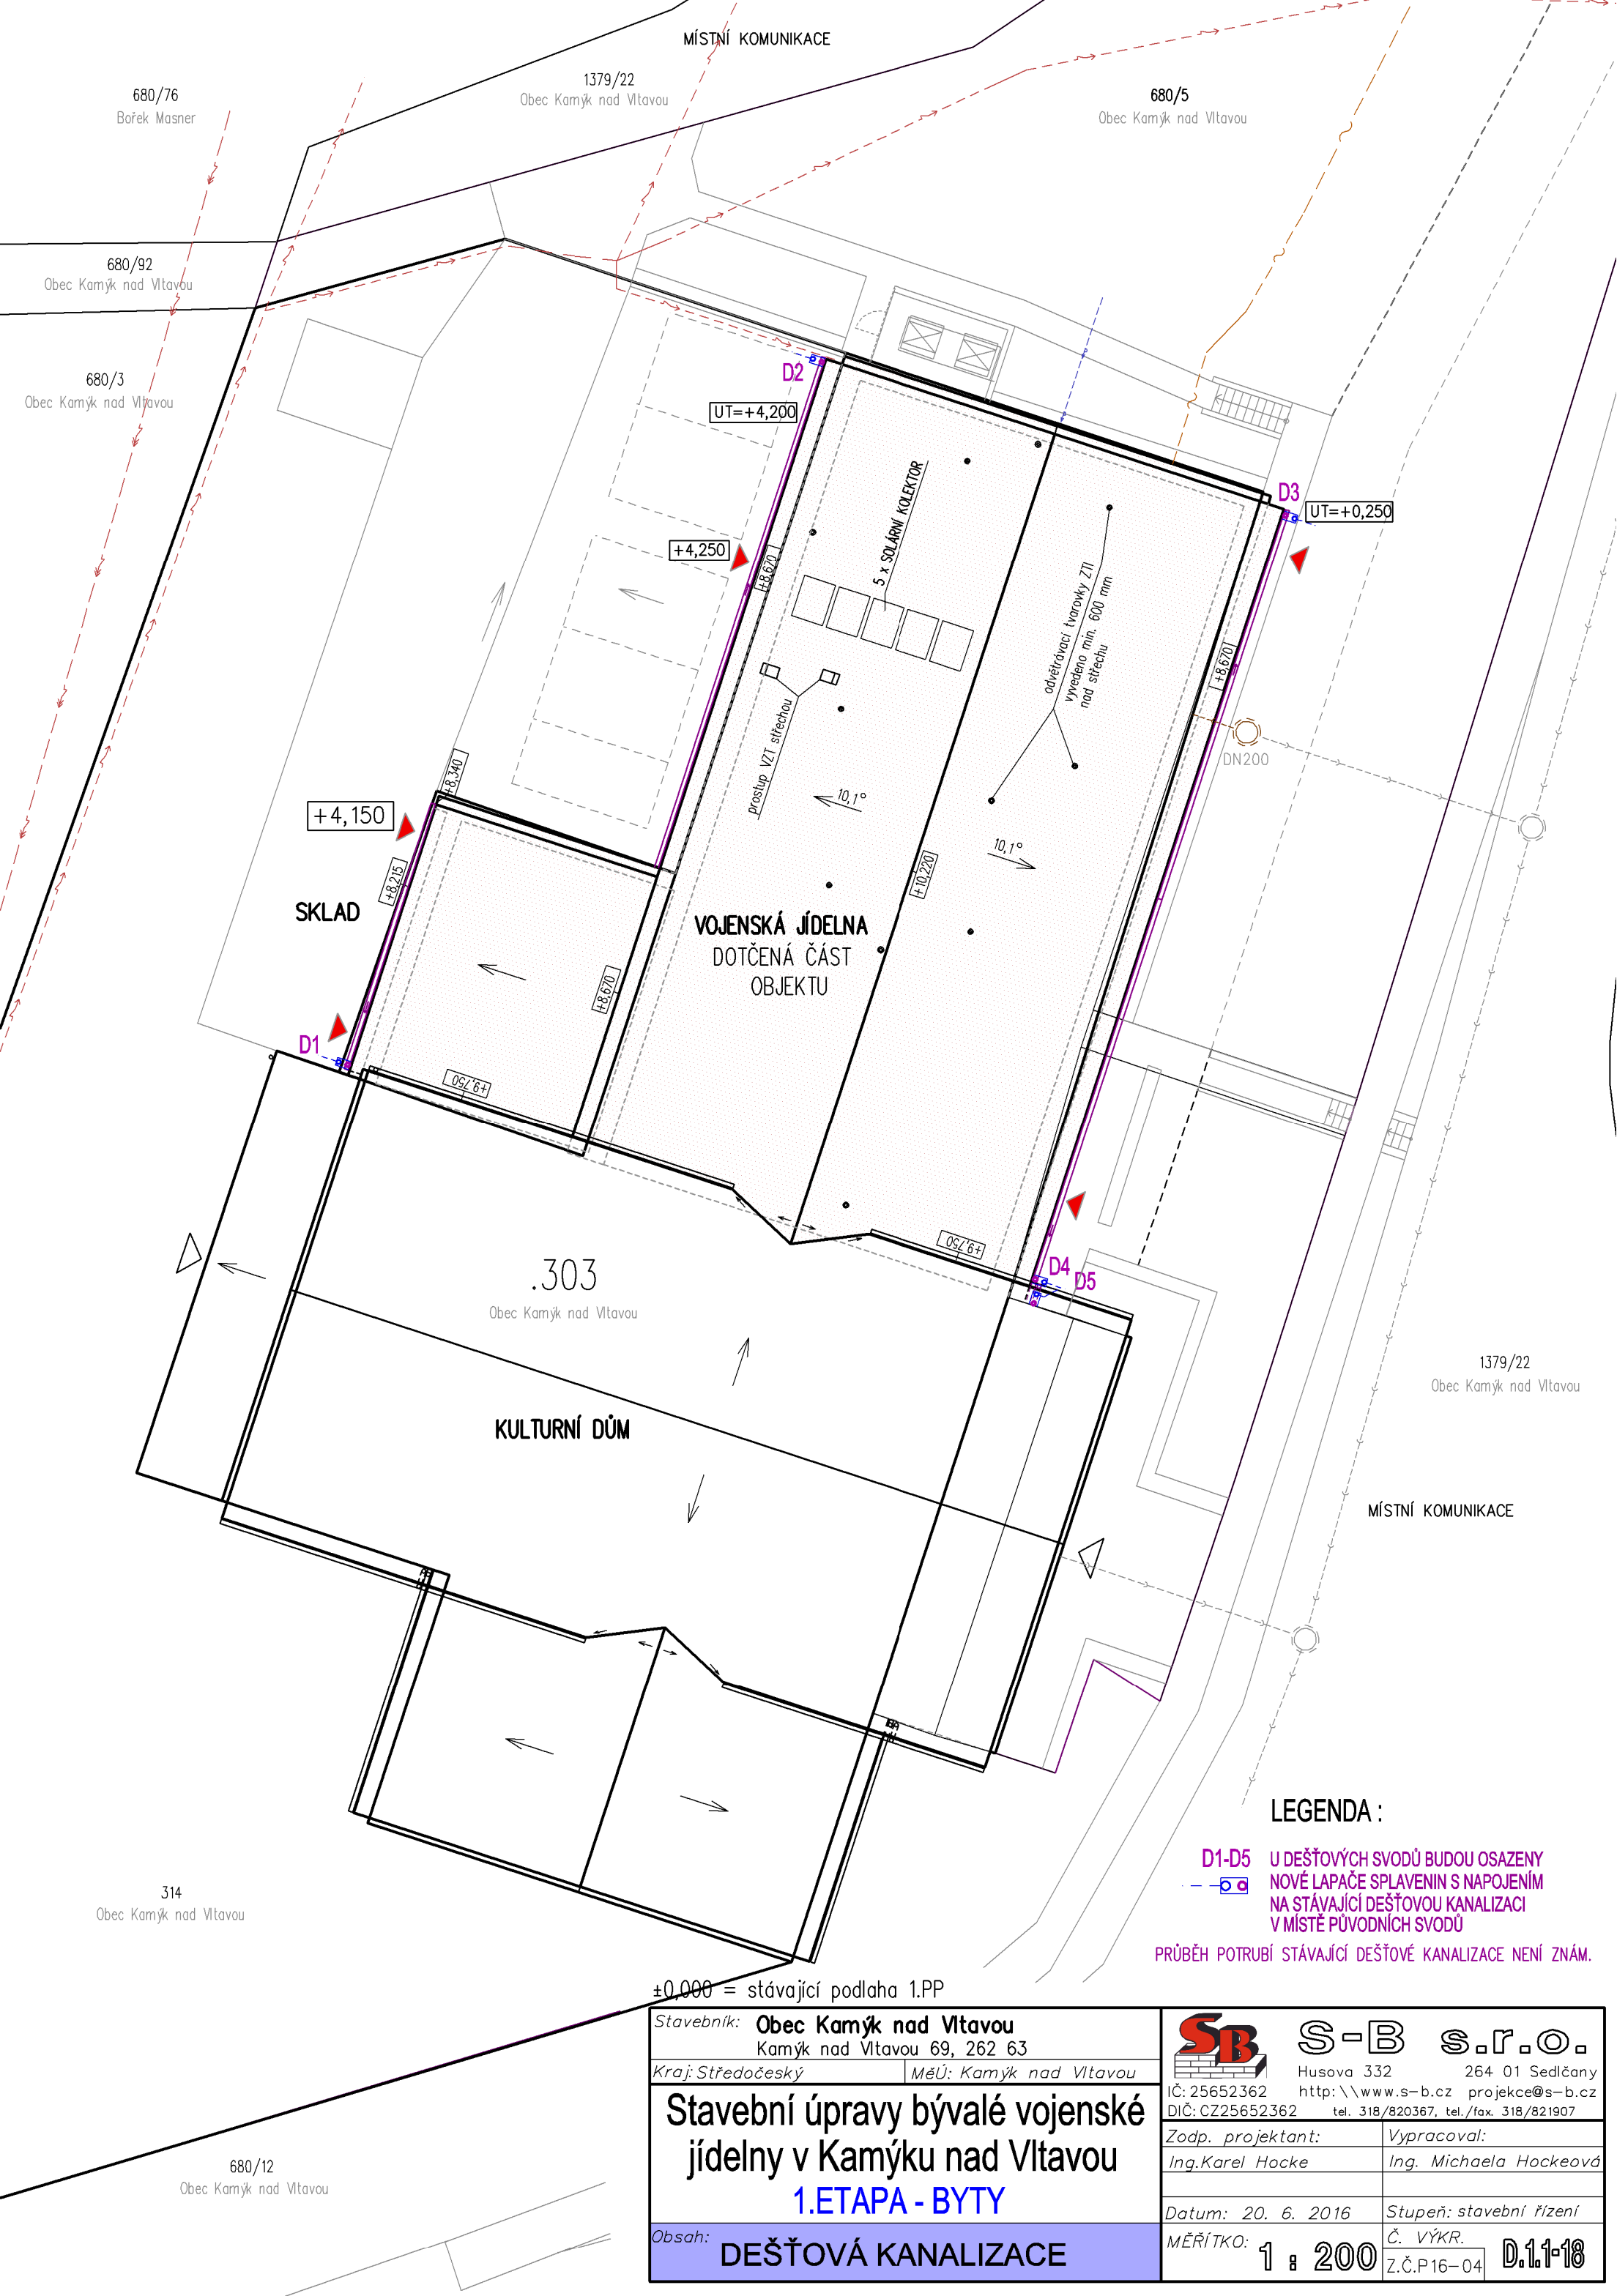 MÍSTNÍ KOMUNIKACE
1379/22
Obec Kamýk nad Vltavou
680/76
Bořek Masner
680/5
Obec Kamýk nad Vltavou
680/92
Obec Kamýk nad Vltavou
680/3
Obec Kamýk nad Vltavou
D2
UT=+4,200
D3
UT=+0,250
+4,250
+8,670
5 x SOLÁRNÍ KOLEKTOR
odvětrávací tvarovky ZTI
vyvedeno min. 600 mm
nad střechu
+8,670
prostup VZT střechou
DN200
+8,340
+4,150
10,1°
10,1°
+8,215
+10,220
SKLAD
VOJENSKÁ JÍDELNA
DOTČENÁ ČÁST
OBJEKTU
+8,670
D1
+9,750
+9,750
D4
D5
.303
Obec Kamýk nad Vltavou
1379/22
Obec Kamýk nad Vltavou
KULTURNÍ DŮM
MÍSTNÍ KOMUNIKACE
LEGENDA :
D1-D5 U DEŠŤOVÝCH SVODŮ BUDOU OSAZENY
NOVÉ LAPAČE SPLAVENIN S NAPOJENÍM
NA STÁVAJÍCÍ DEŠŤOVOU KANALIZACI
V MÍSTĚ PŮVODNÍCH SVODŮ
PRŮBĚH POTRUBÍ STÁVAJÍCÍ DEŠŤOVÉ KANALIZACE NENÍ ZNÁM.
314
Obec Kamýk nad Vltavou
680/12
Obec Kamýk nad Vltavou
±0,000 = stávající podlaha 1.PP
Stavebník: Obec Kamýk nad Vltavou
Kamýk nad Vltavou 69, 262 63
Kraj: Středočeský MěÚ: Kamýk nad Vltavou
Stavební úpravy bývalé vojenské
jídelny v Kamýku nad Vltavou
1.ETAPA - BYTY
Obsah: DEŠŤOVÁ KANALIZACE
SB S-B s.r.o.
Husova 332 264 01 Sedlčany
IČ: 25652362 http:\\www.s-b.cz projekce@s-b.cz
DIČ: CZ25652362 tel. 318/820367, tel./fax. 318/821907
Zodp. projektant: Vypracoval:
Ing.Karel Hocke Ing. Michaela Hockeová
Datum: 20. 6. 2016 Stupeň: stavební řízení
MĚŘÍTKO: 1 : 200 Č. VÝKR.
Z.Č.P16-04 D.1.1-18